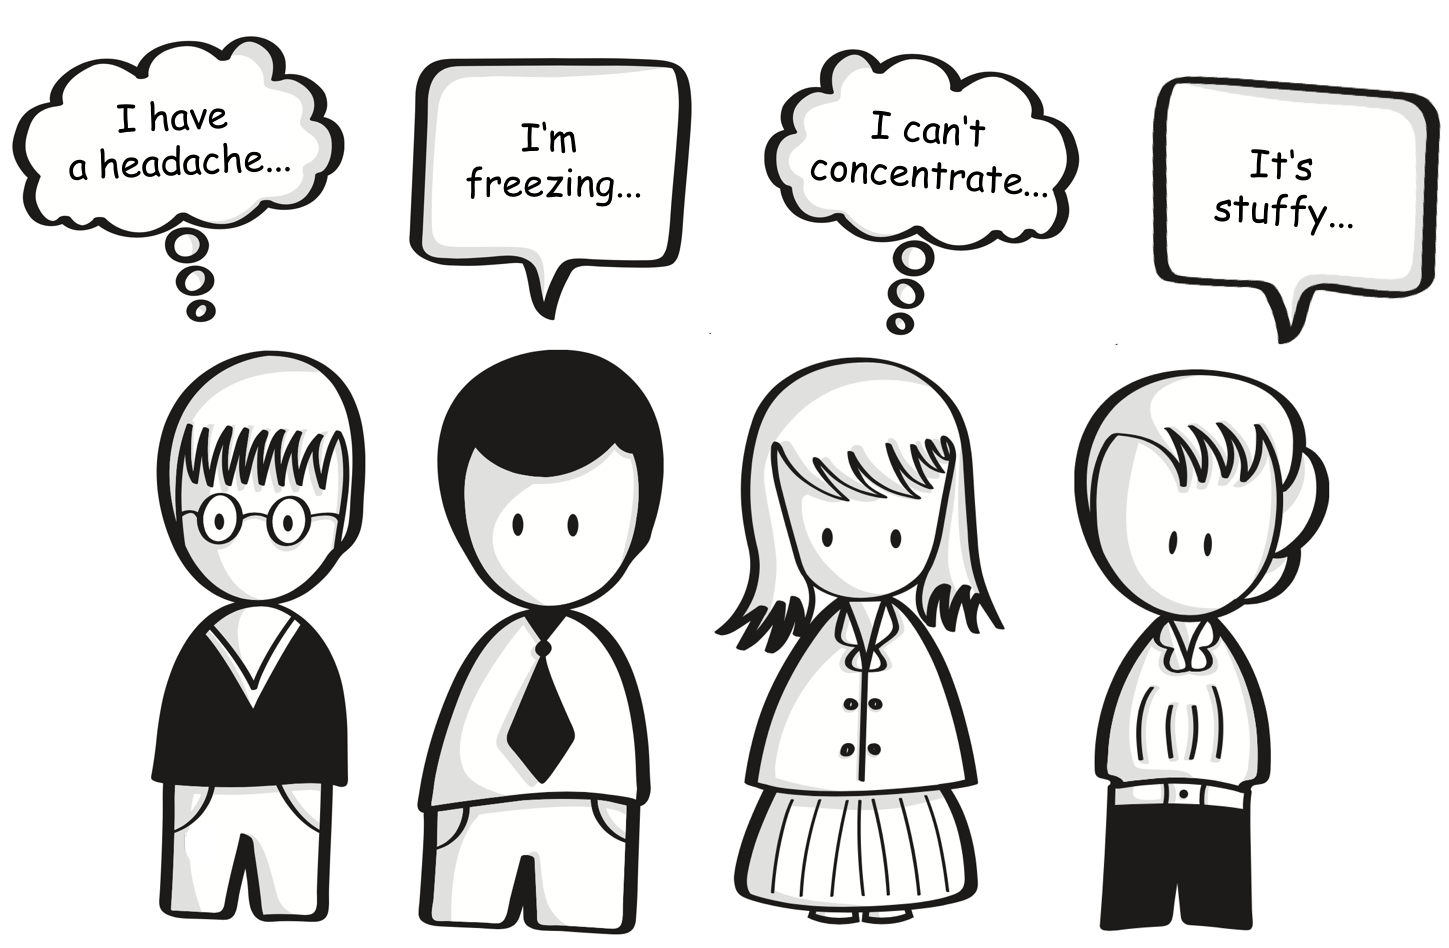 I have
a headache...
I'm
freezing...
I can't
concentrate...
It's
stuffy...